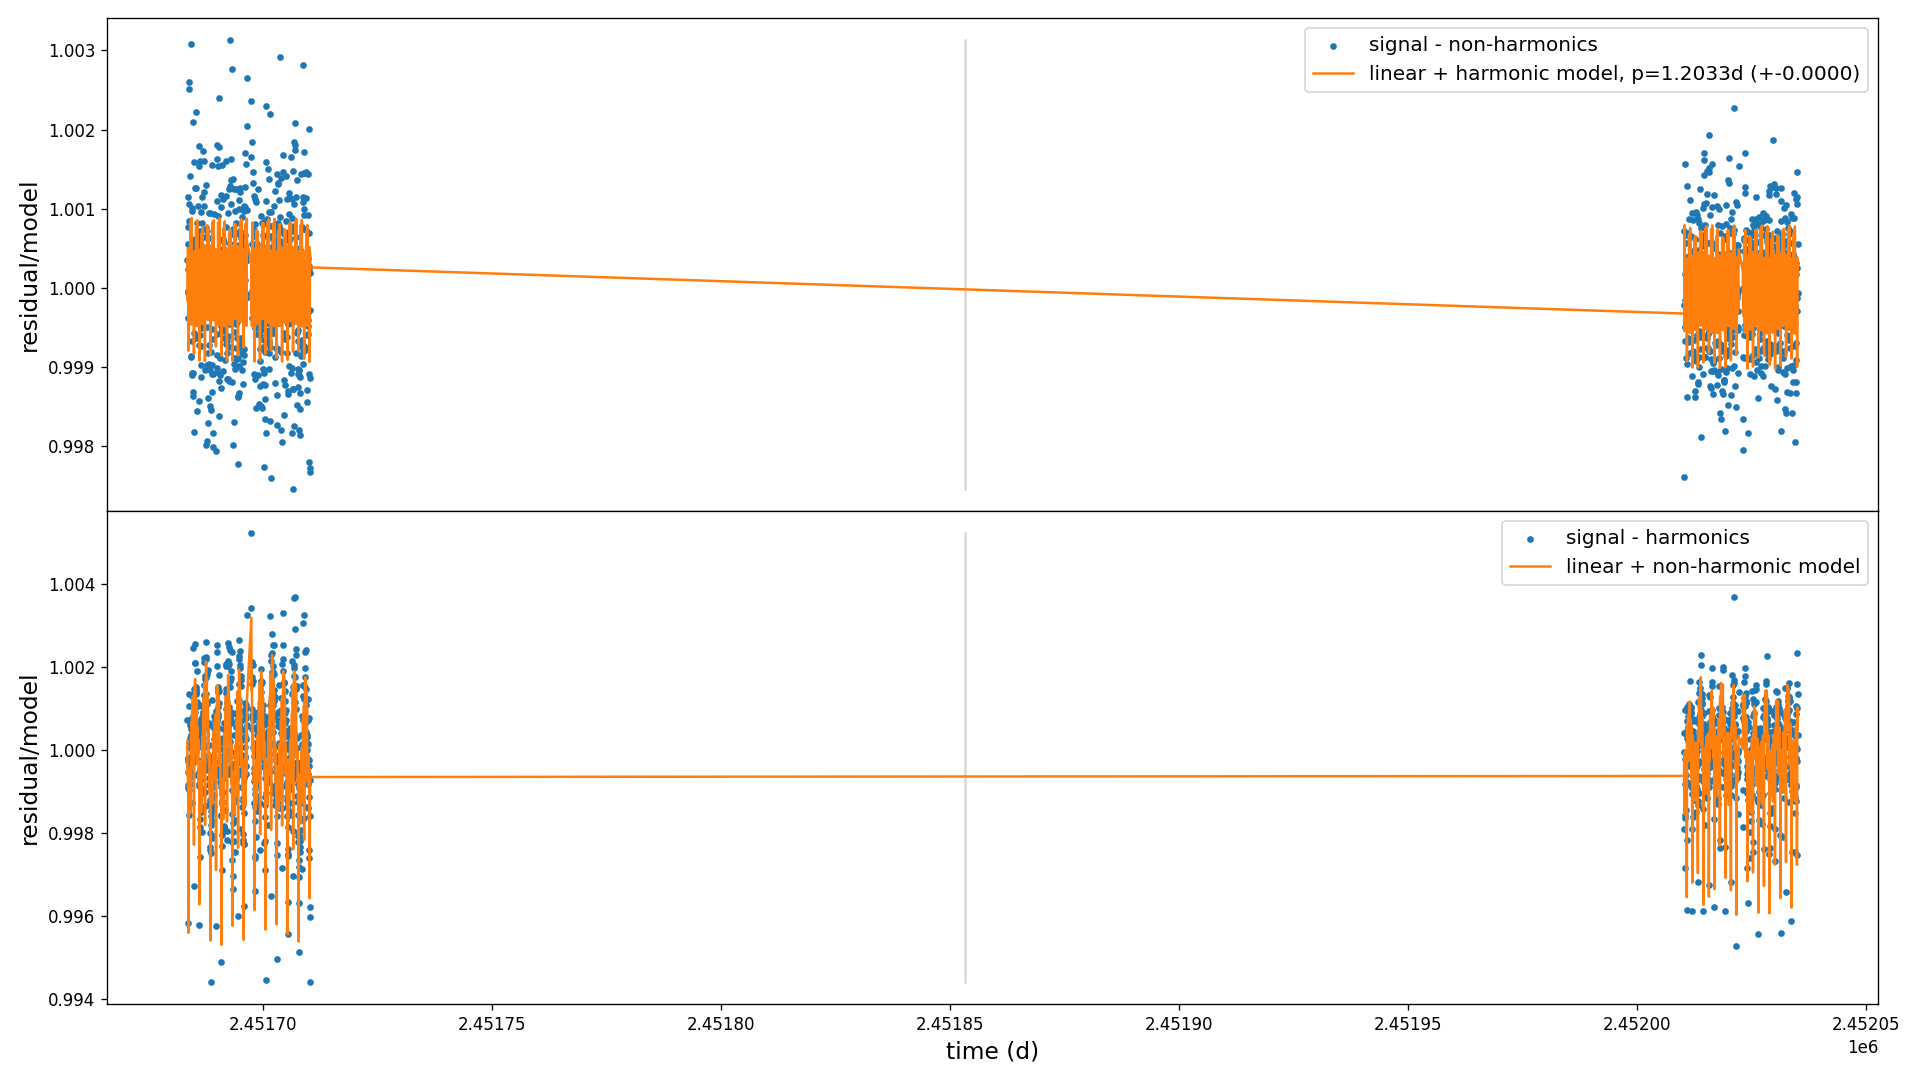 1.003
1.002
1.001
1.000
0.999
0.998
residual/model
signal - non-harmonics
linear + harmonic model, p=1.2033d (+-0.0000)
1.004
1.002
1.000
0.998
0.996
0.994
residual/model
signal - harmonics
linear + non-harmonic model
2.45170 2.45175 2.45180 2.45185 2.45190 2.45195 2.45200 2.45205
time (d)
1e6